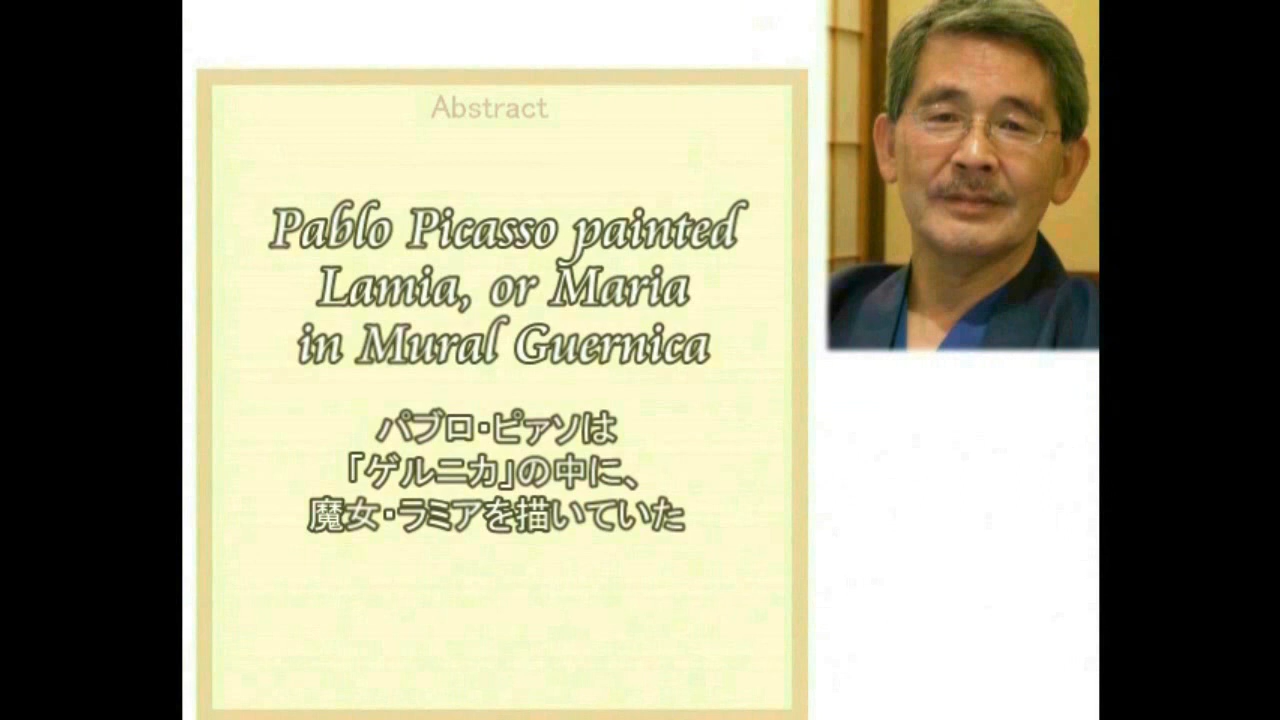 Abstract
Pablo Picasso painted
Lamia, or Maria
in Mural Guernica
パブロ・ピァソは
「ゲルニカ」の中に、
魔女・ラミアを描いていた